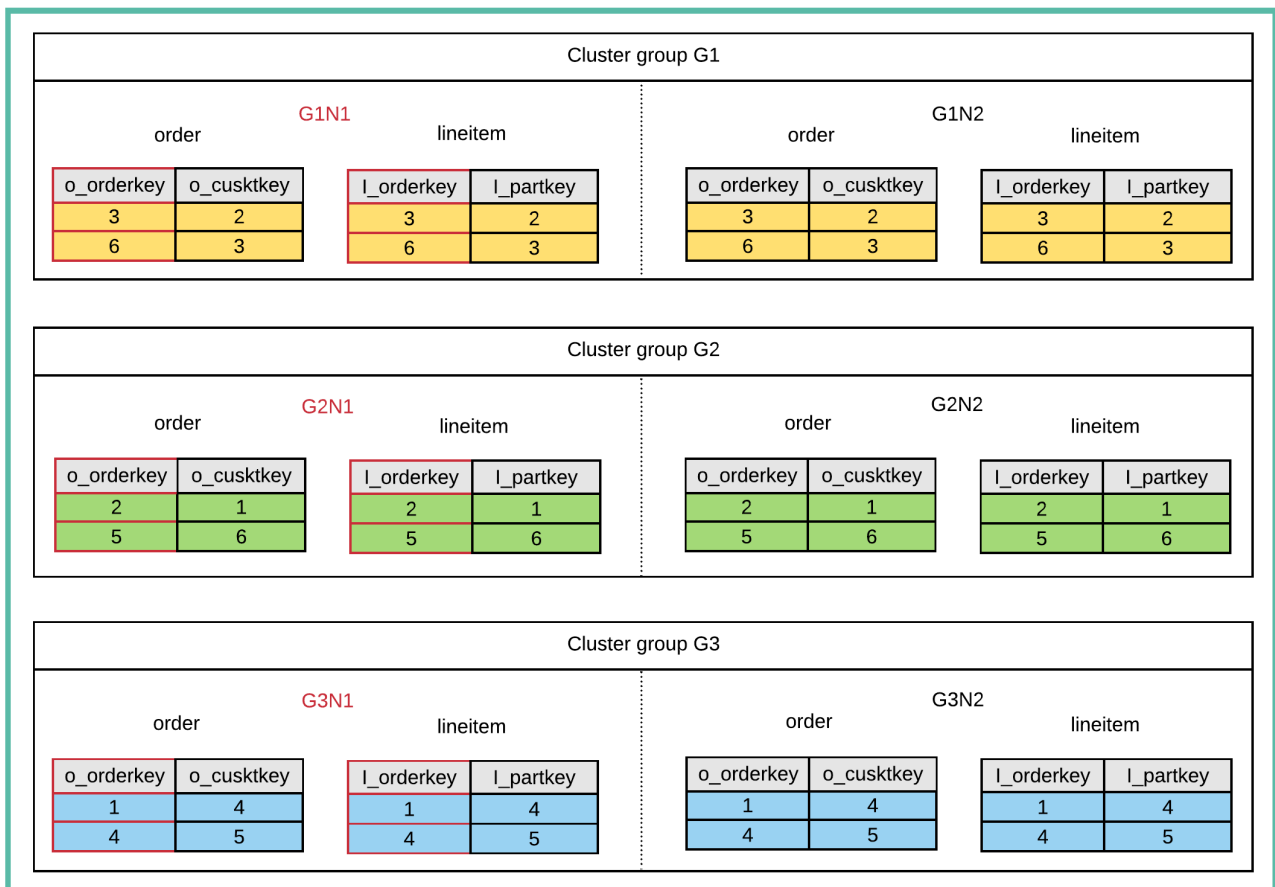 Cluster group G1
G1N1
G1N2
order
lineitem
order
lineitem
o_orderkey o_cusktkey
l_orderkey l_partkey
o_orderkey o_cusktkey
l_orderkey l_partkey
3 2
3 2
3 2
3 2
6 3
6 3
6 3
6 3
Cluster group G2
G2N1
G2N2
order
lineitem
order
lineitem
o_orderkey o_cusktkey
l_orderkey l_partkey
o_orderkey o_cusktkey
l_orderkey l_partkey
2 1
2 1
2 1
2 1
5 6
5 6
5 6
5 6
Cluster group G3
G3N1
G3N2
order
lineitem
order
lineitem
o_orderkey o_cusktkey
l_orderkey l_partkey
o_orderkey o_cusktkey
l_orderkey l_partkey
1 4
1 4
1 4
1 4
4 5
4 5
4 5
4 5